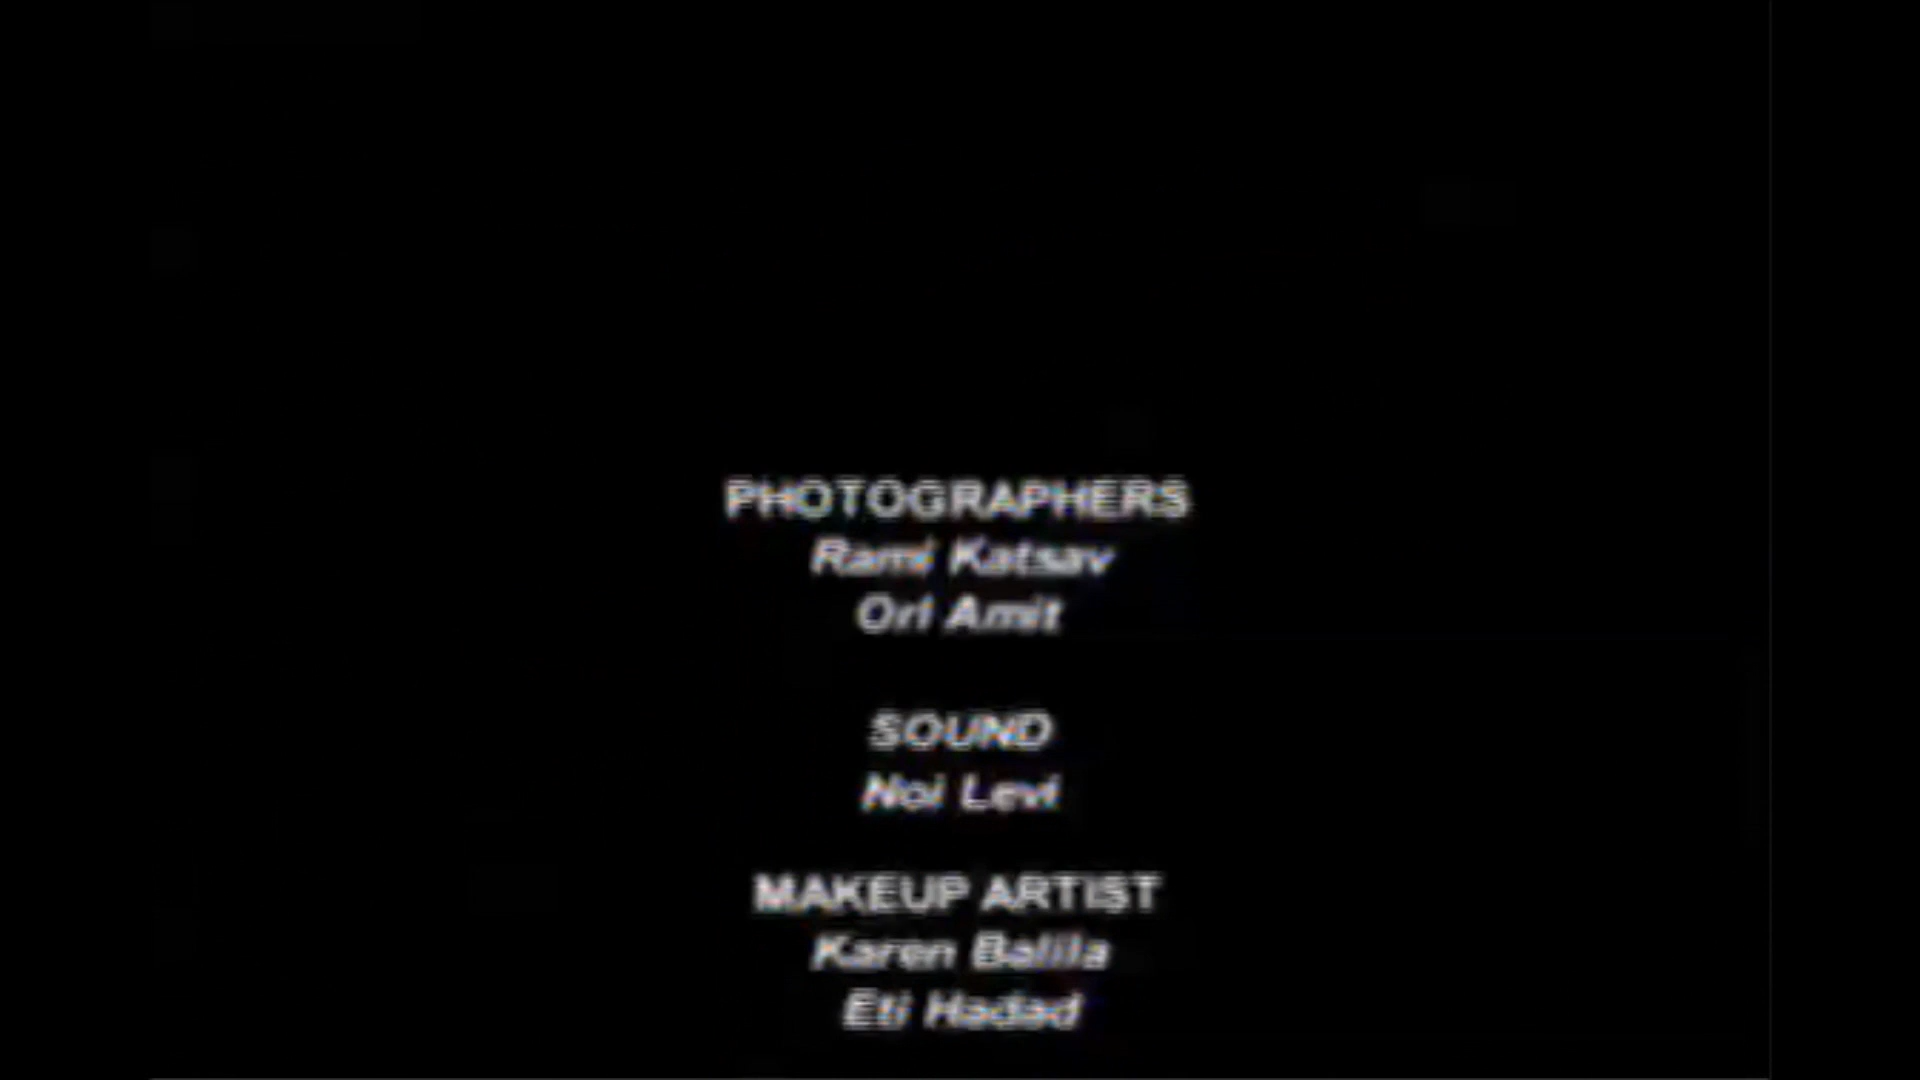 PHOTOGRAPHERS
Rami Katsav
Ori Amit
SOUND
Noi Levi
MAKEUP ARTIST
Karen Balila
Eti Hadad